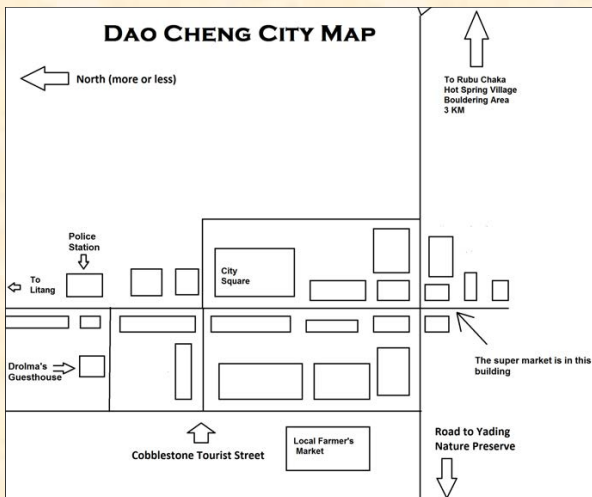 DAO CHENG CITY MAP
North (more or less)
To Rubu Chaka
Hot Spring Village
Bouldering Area
3 KM
Police
Station
To
Litang
City
Square
Drolma's
Guesthouse
The super market is in this
building
Cobblestone Tourist Street
Local Farmer's
Market
Road to Yading
Nature Preserve